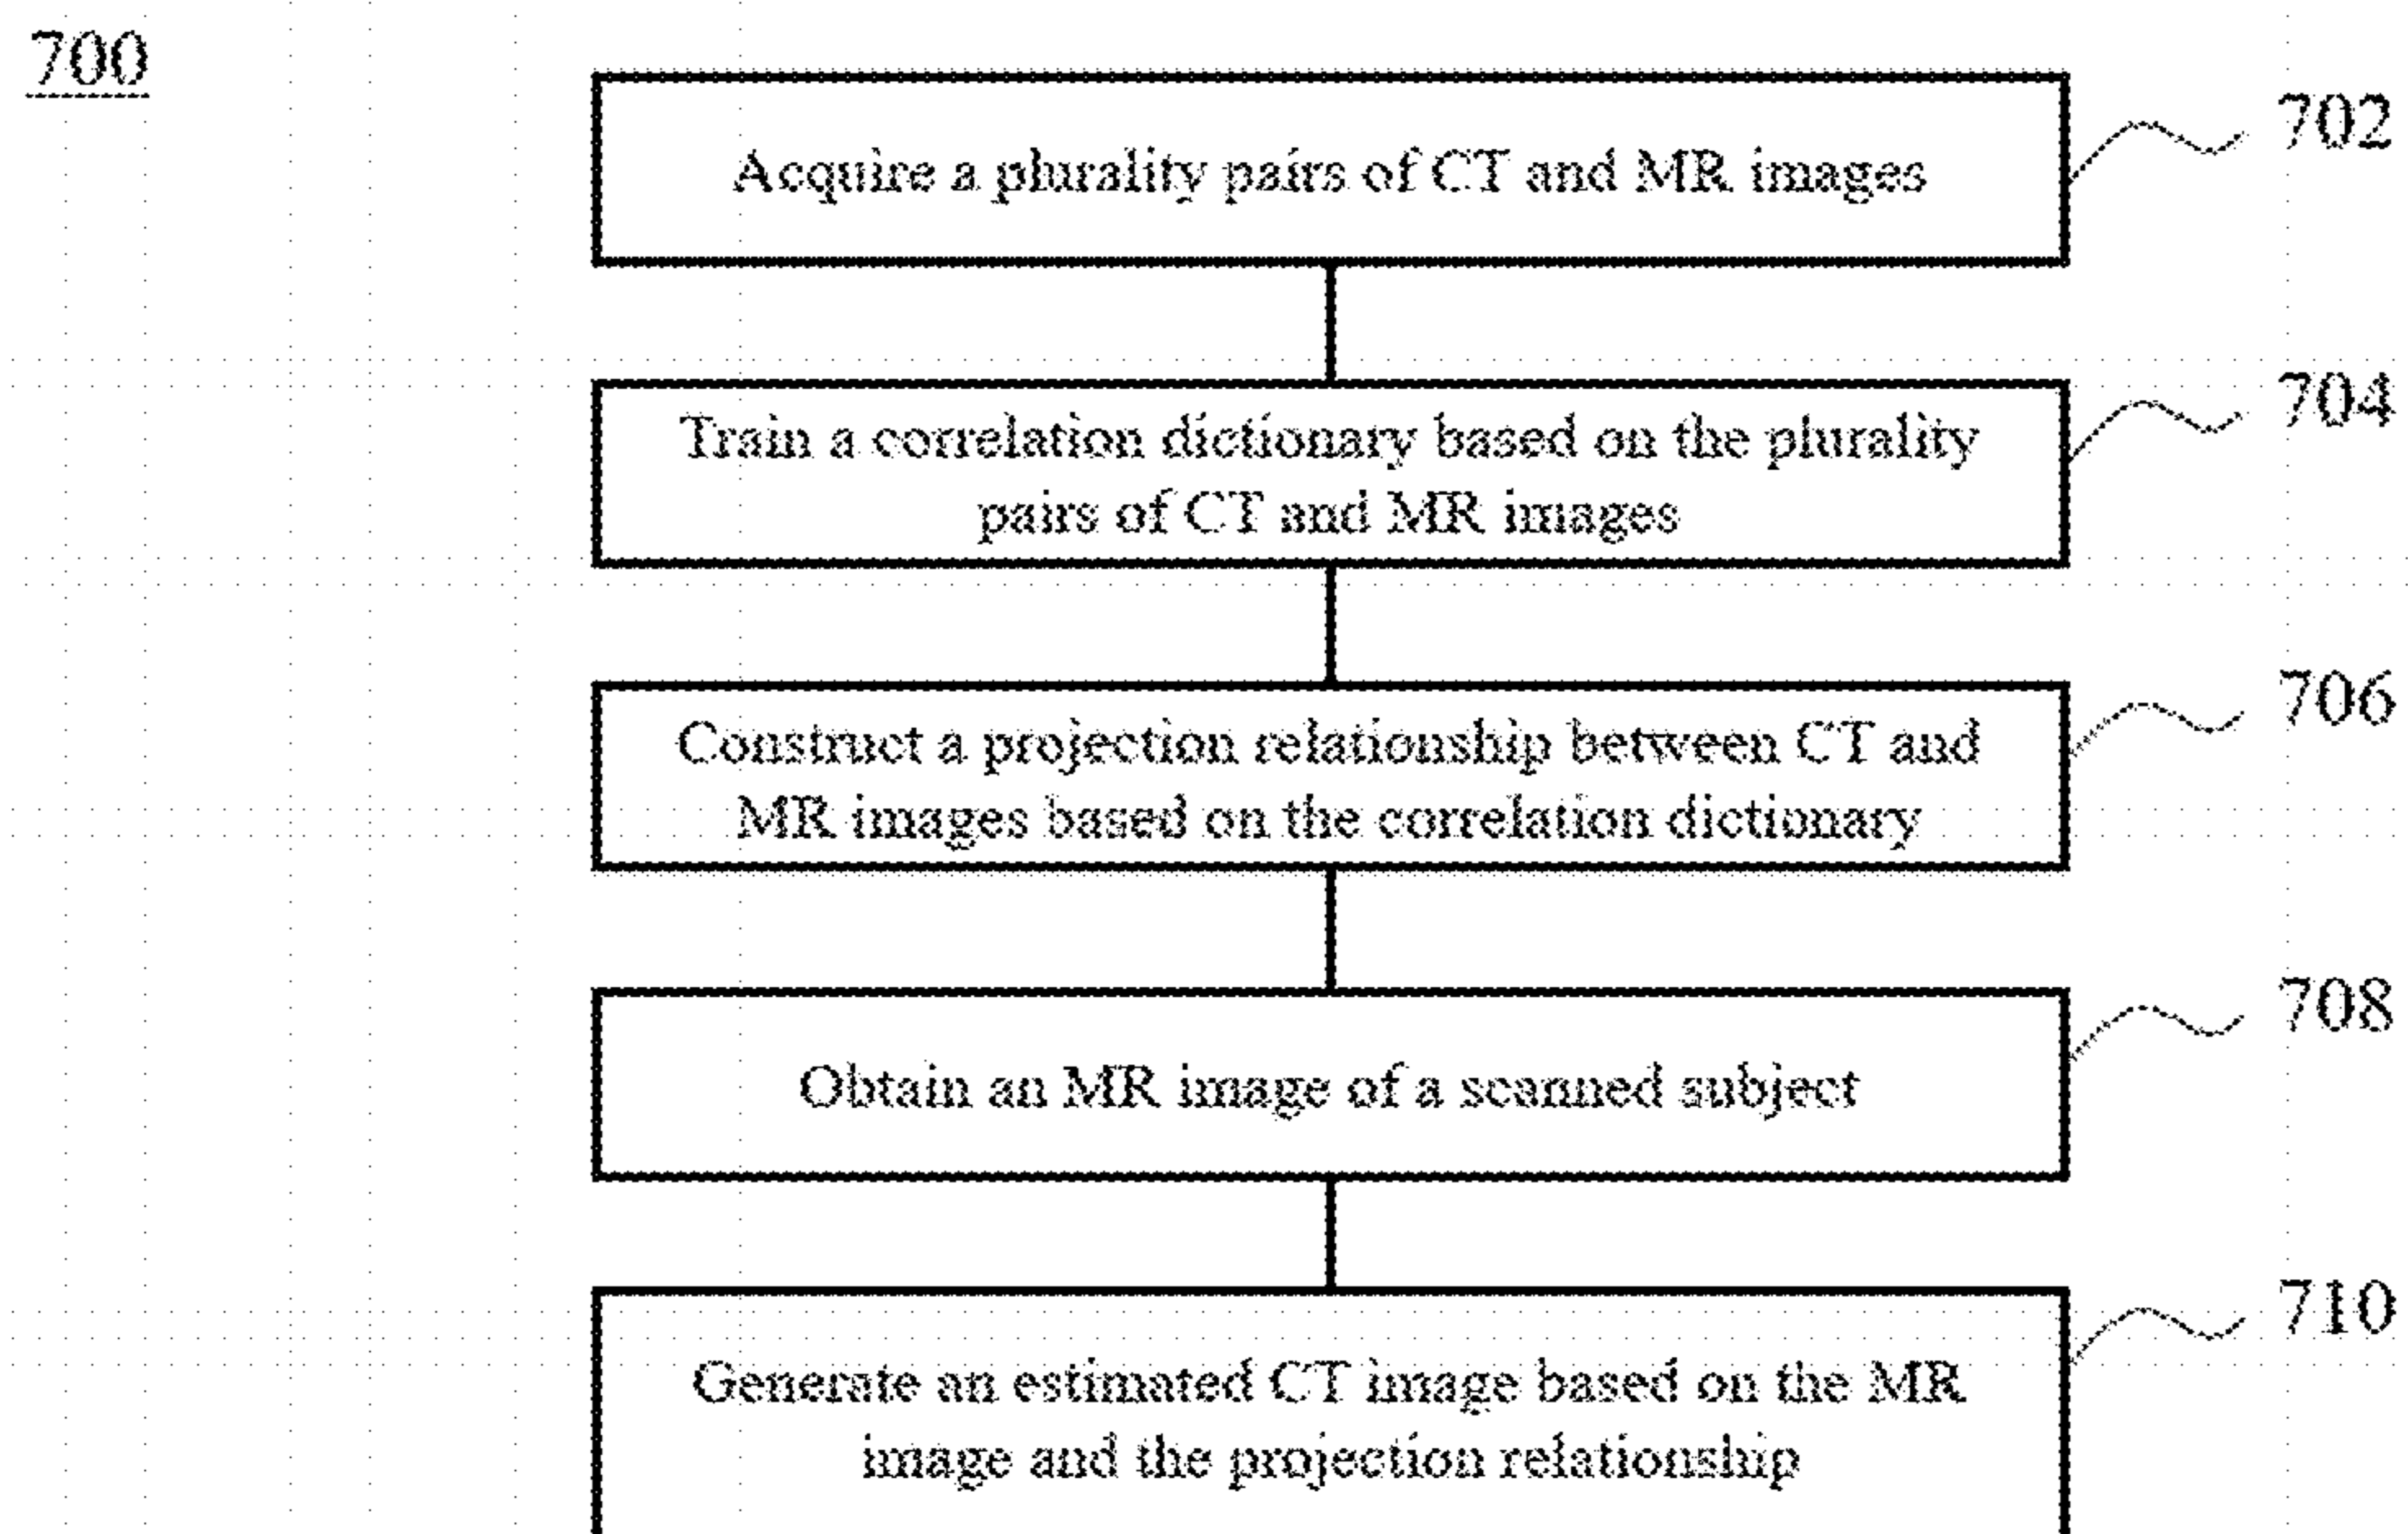 700
Acquire a plurality pairs of CT and MR images
702
Train a correlation dictionary based on the plurality
pairs of CT and MR images
704
Construct a projection relationship between CT and
MR images based on the correlation dictionary
706
Obtain an MR image of a scanned subject
708
Generate an estimated CT image based on the MR
image and the projection relationship
710